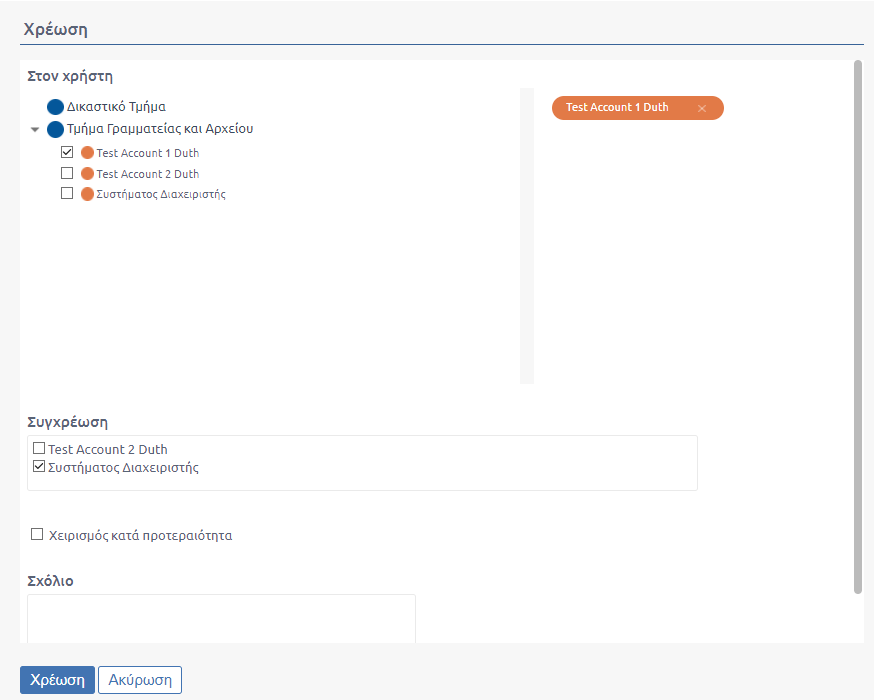 Χρέωση
Στον χρήστη
Δικαστικό Τμήμα
Τμήμα Γραμματείας και Αρχείου
Test Account 1 Duth
Test Account 2 Duth
Συστήματος Διαχειριστής
Test Account 1 Duth ×
Συγχρέωση
Test Account 2 Duth
Συστήματος Διαχειριστής
Χειρισμός κατά προτεραιότητα
Σχόλιο
Χρέωση Ακύρωση